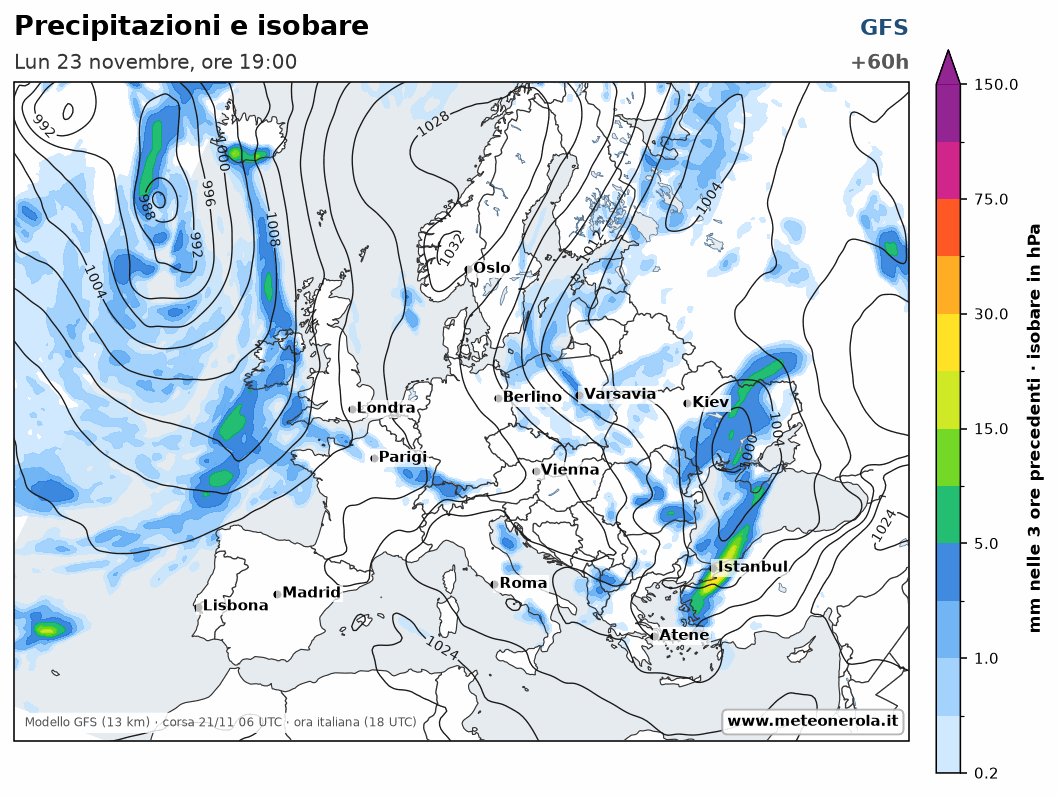 Precipitazioni e isobare
GFS
Lun 23 novembre, ore 19:00
+60h
150.0
75.0
30.0
15.0
5.0
1.0
0.2
mm nelle 3 ore precedenti · isobare in hPa
992
1000
1028
988
996
1004
1008
992
1004
1032
Oslo
1012
Londra
Berlino
Varsavia
Kiev
1004
1000
Parigi
Vienna
1024
Istanbul
Madrid
Roma
Lisbona
Atene
1024
Modello GFS (13 km) · corsa 21/11 06 UTC · ora italiana (18 UTC)
www.meteonerola.it